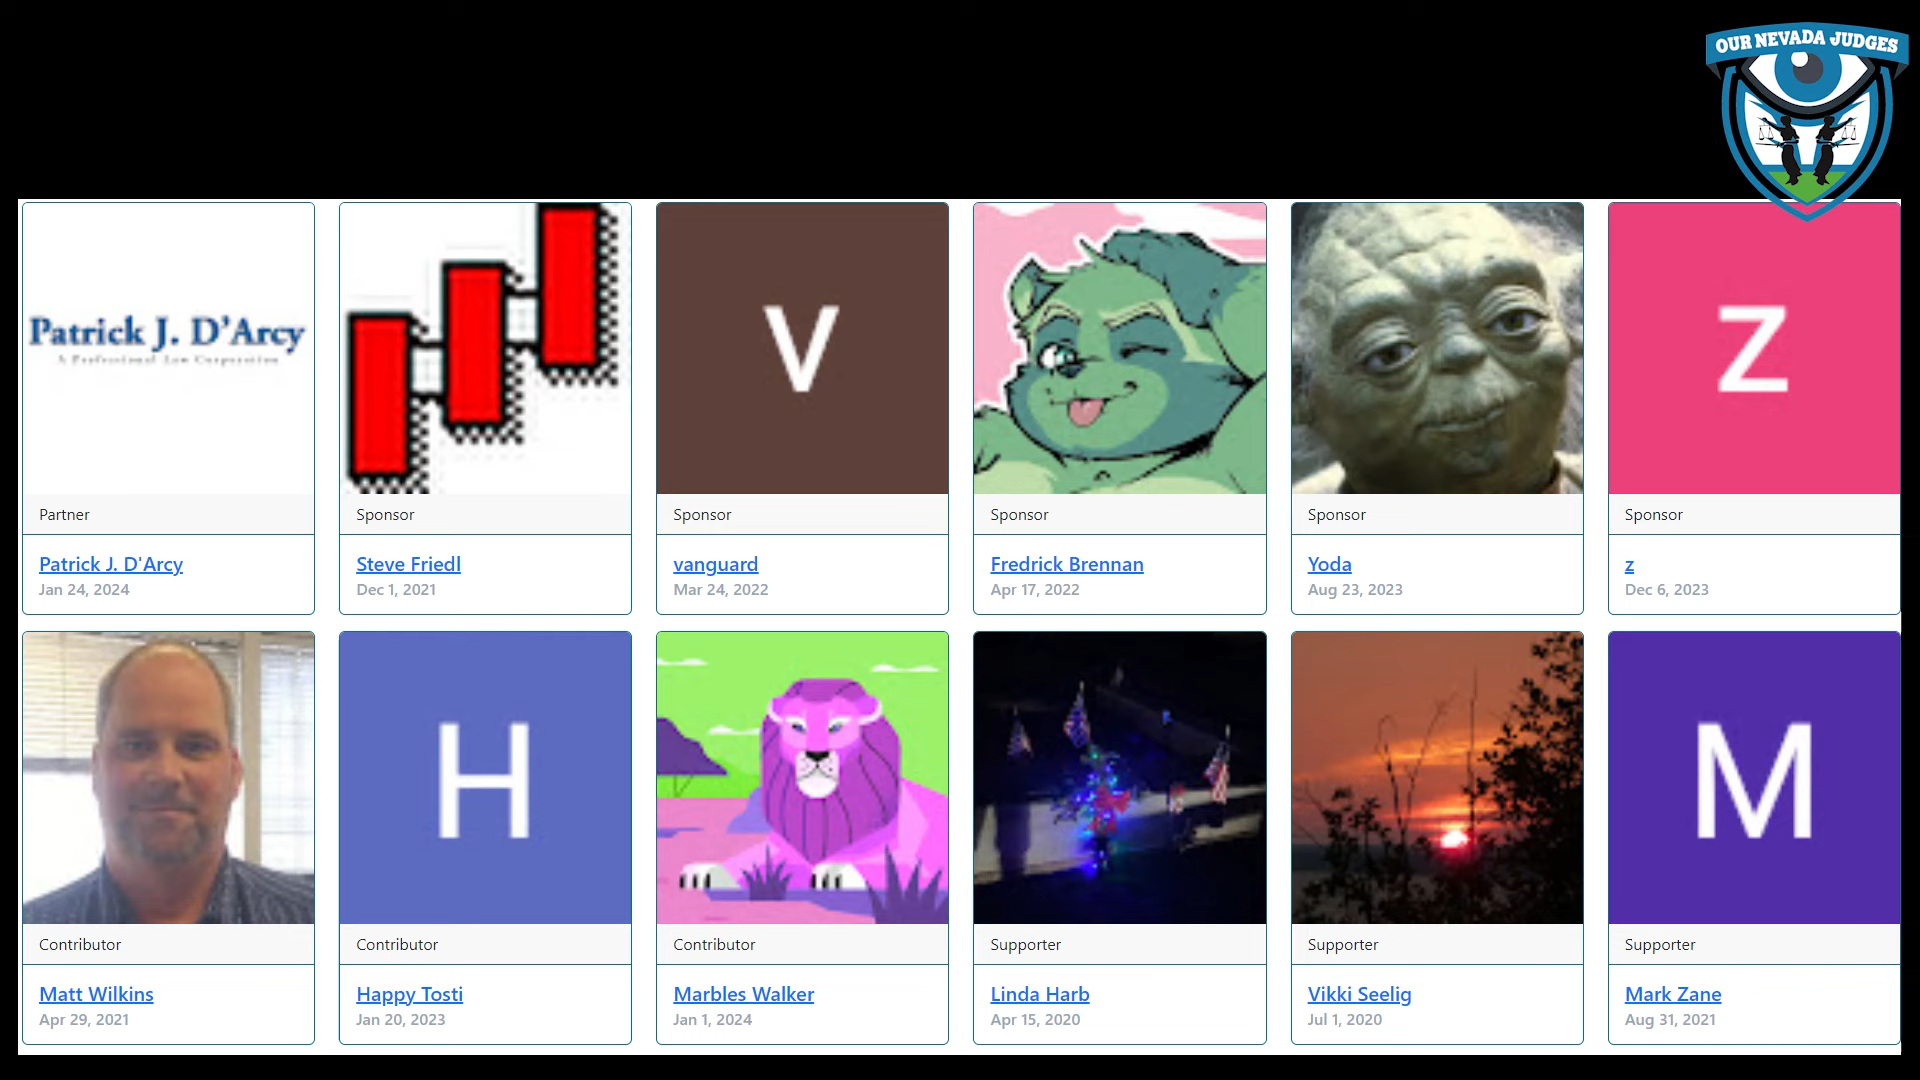 OUR NEVADA JUDGES
Patrick J. D'Arcy
A Professional Law Corporation
V
Z
Partner
Sponsor
Sponsor
Sponsor
Sponsor
Sponsor
Patrick J. D'Arcy
Steve Friedl
vanguard
Fredrick Brennan
Yoda
z
Jan 24, 2024
Dec 1, 2021
Mar 24, 2022
Apr 17, 2022
Aug 23, 2023
Dec 6, 2023
H
M
Contributor
Contributor
Contributor
Supporter
Supporter
Supporter
Matt Wilkins
Happy Tosti
Marbles Walker
Linda Harb
Vikki Seelig
Mark Zane
Apr 29, 2021
Jan 20, 2023
Jan 1, 2024
Apr 15, 2020
Jul 1, 2020
Aug 31, 2021